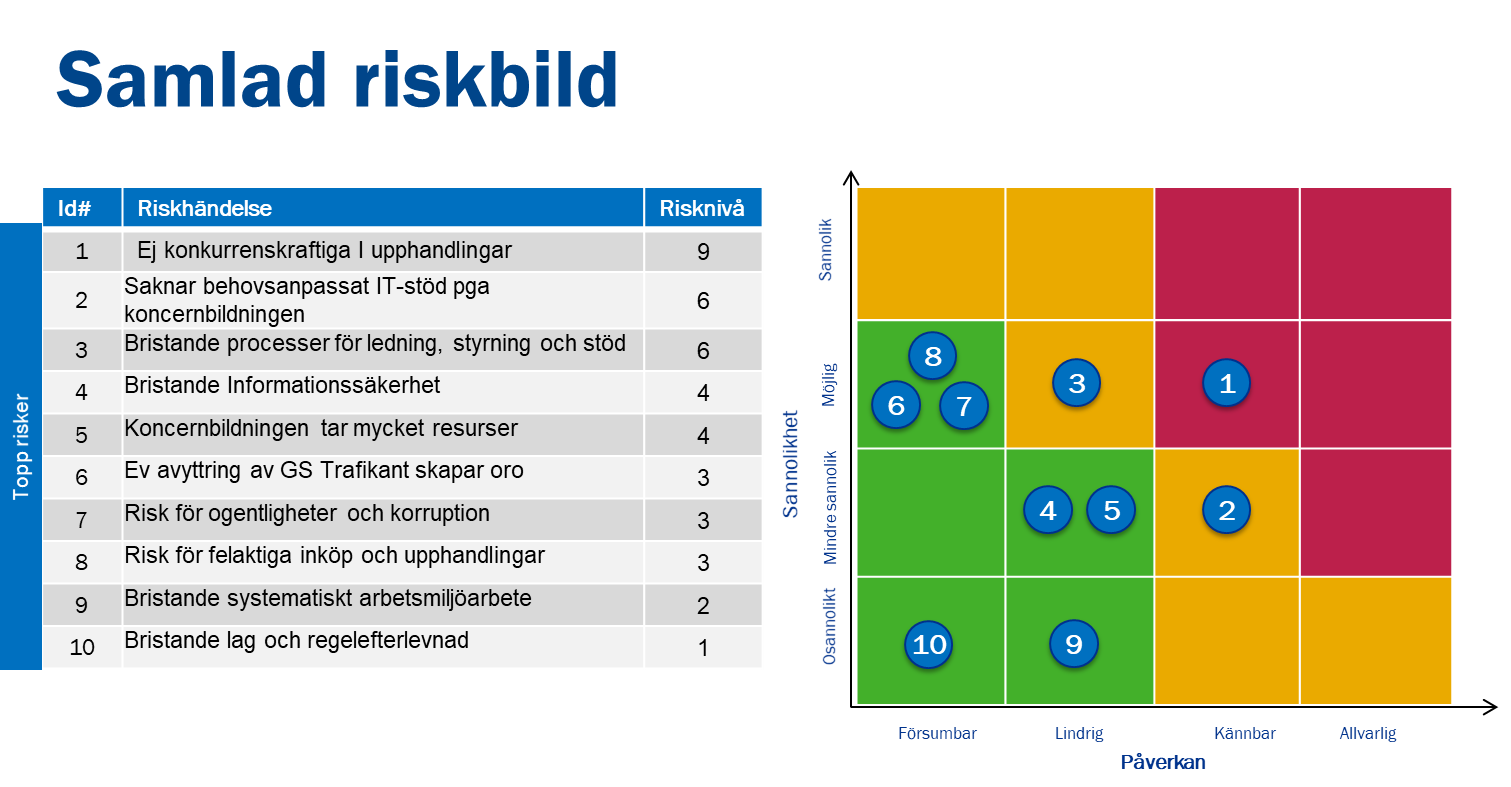 Samlad riskbild
Topp risker
Id# Riskhändelse Risknivå
1 Ej konkurrenskraftiga I upphandlingar 9
2 Saknar behovsanpassat IT-stöd pga
koncernbildningen 6
3 Bristande processer för ledning, styrning och stöd 6
4 Bristande Informationssäkerhet 4
5 Koncernbildningen tar mycket resurser 4
6 Ev avyttring av GS Trafikant skapar oro 3
7 Risk för ogentligheter och korruption 3
8 Risk för felaktiga inköp och upphandlingar 3
9 Bristande systematiskt arbetsmiljöarbete 2
10 Bristande lag och regelefterlevnad 1
Sannolikhet
Sannolik
Möjlig
Mindre sannolik
Osannolikt
8
6 7
3
1
4 5
2
10
9
Försumbar Lindrig Kännbar Allvarlig
Påverkan